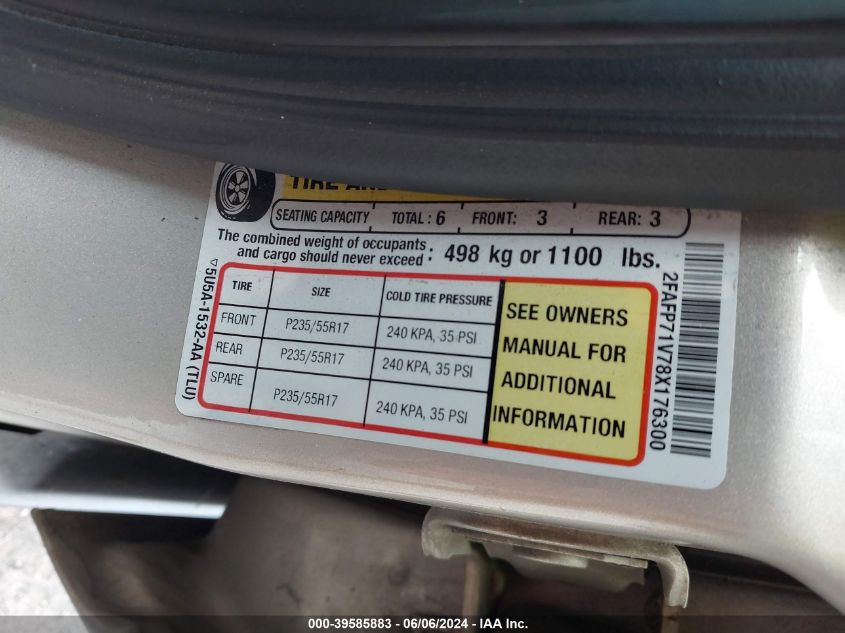 TIRE AND
SEATING CAPACITY TOTAL : 6 FRONT: 3 REAR: 3
The combined weight of occupants
and cargo should never exceed : 498 kg or 1100 lbs.
TIRE SIZE COLD TIRE PRESSURE
FRONT P235/55R17 240 KPA, 35 PSI
REAR P235/55R17 240 KPA, 35 PSI
SPARE P235/55R17 240 KPA, 35 PSI
SEE OWNERS
MANUAL FOR
ADDITIONAL
INFORMATION
5U5A-1532-AA (TLU)
2FAFP71V78X176300
000-39585883 - 06/06/2024 - IAA Inc.